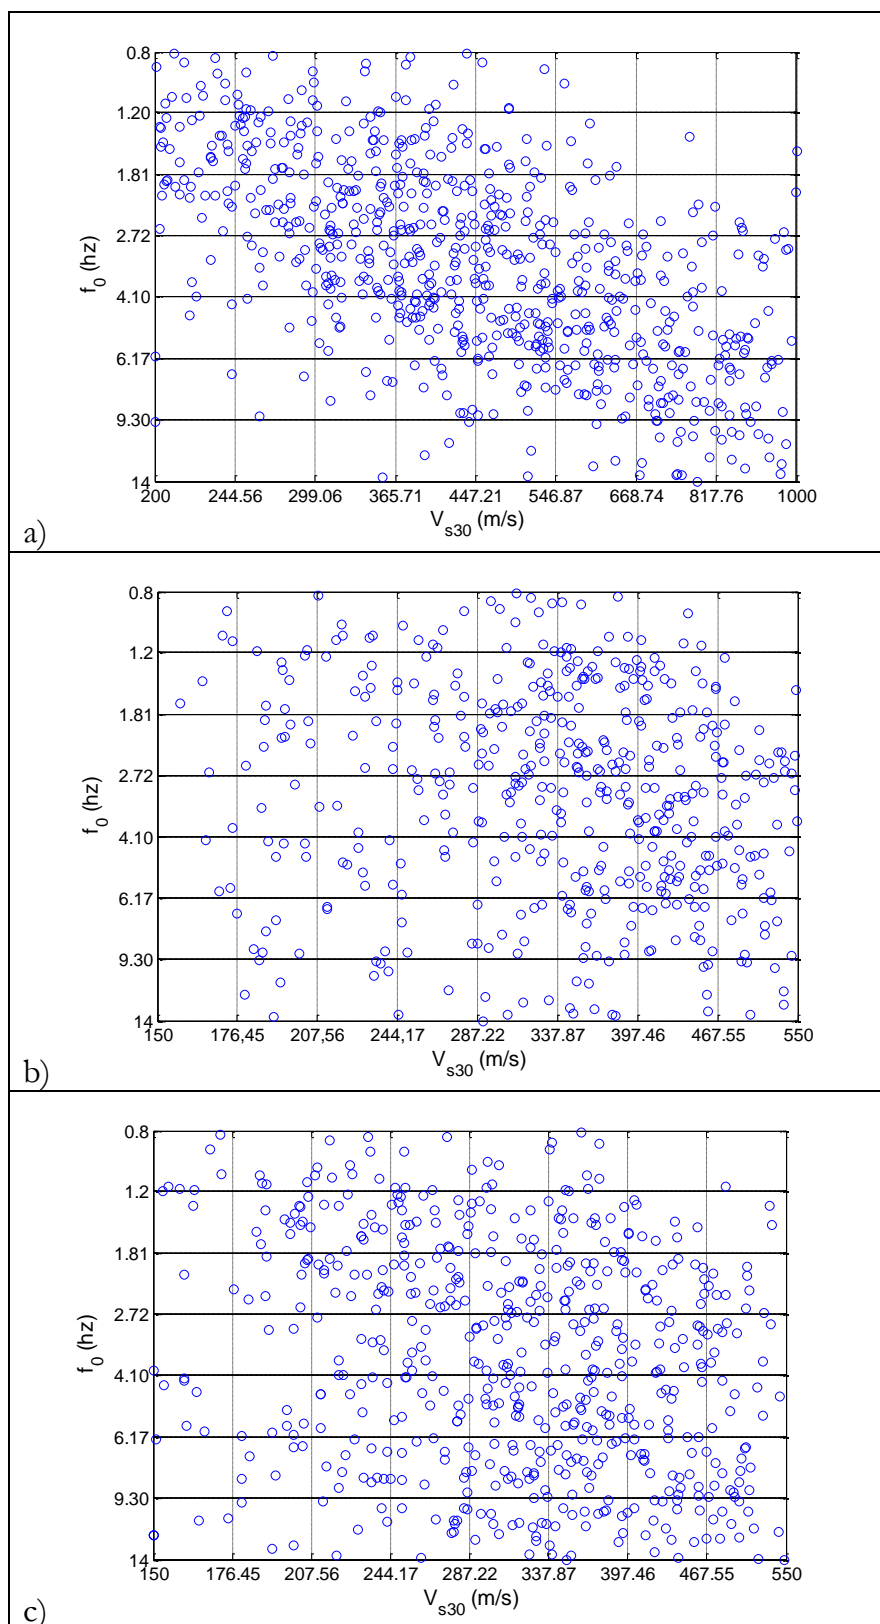 0.8
1.20
1.81
2.72
4.10
6.17
9.30
14
f0 (hz)
200 244.56 299.06 365.71 447.21 546.87 668.74 817.76 1000
Vs30 (m/s)
a)
0.8
1.2
1.81
2.72
4.10
6.17
9.30
14
f0 (hz)
150 176,45 207,56 244,17 287.22 337.87 397.46 467.55 550
Vs30 (m/s)
b)
0.8
1.2
1.81
2.72
4.10
6.17
9.30
14
f0 (hz)
150 176.45 207.56 244.17 287.22 337.87 397.46 467.55 550
Vs30 (m/s)
c)